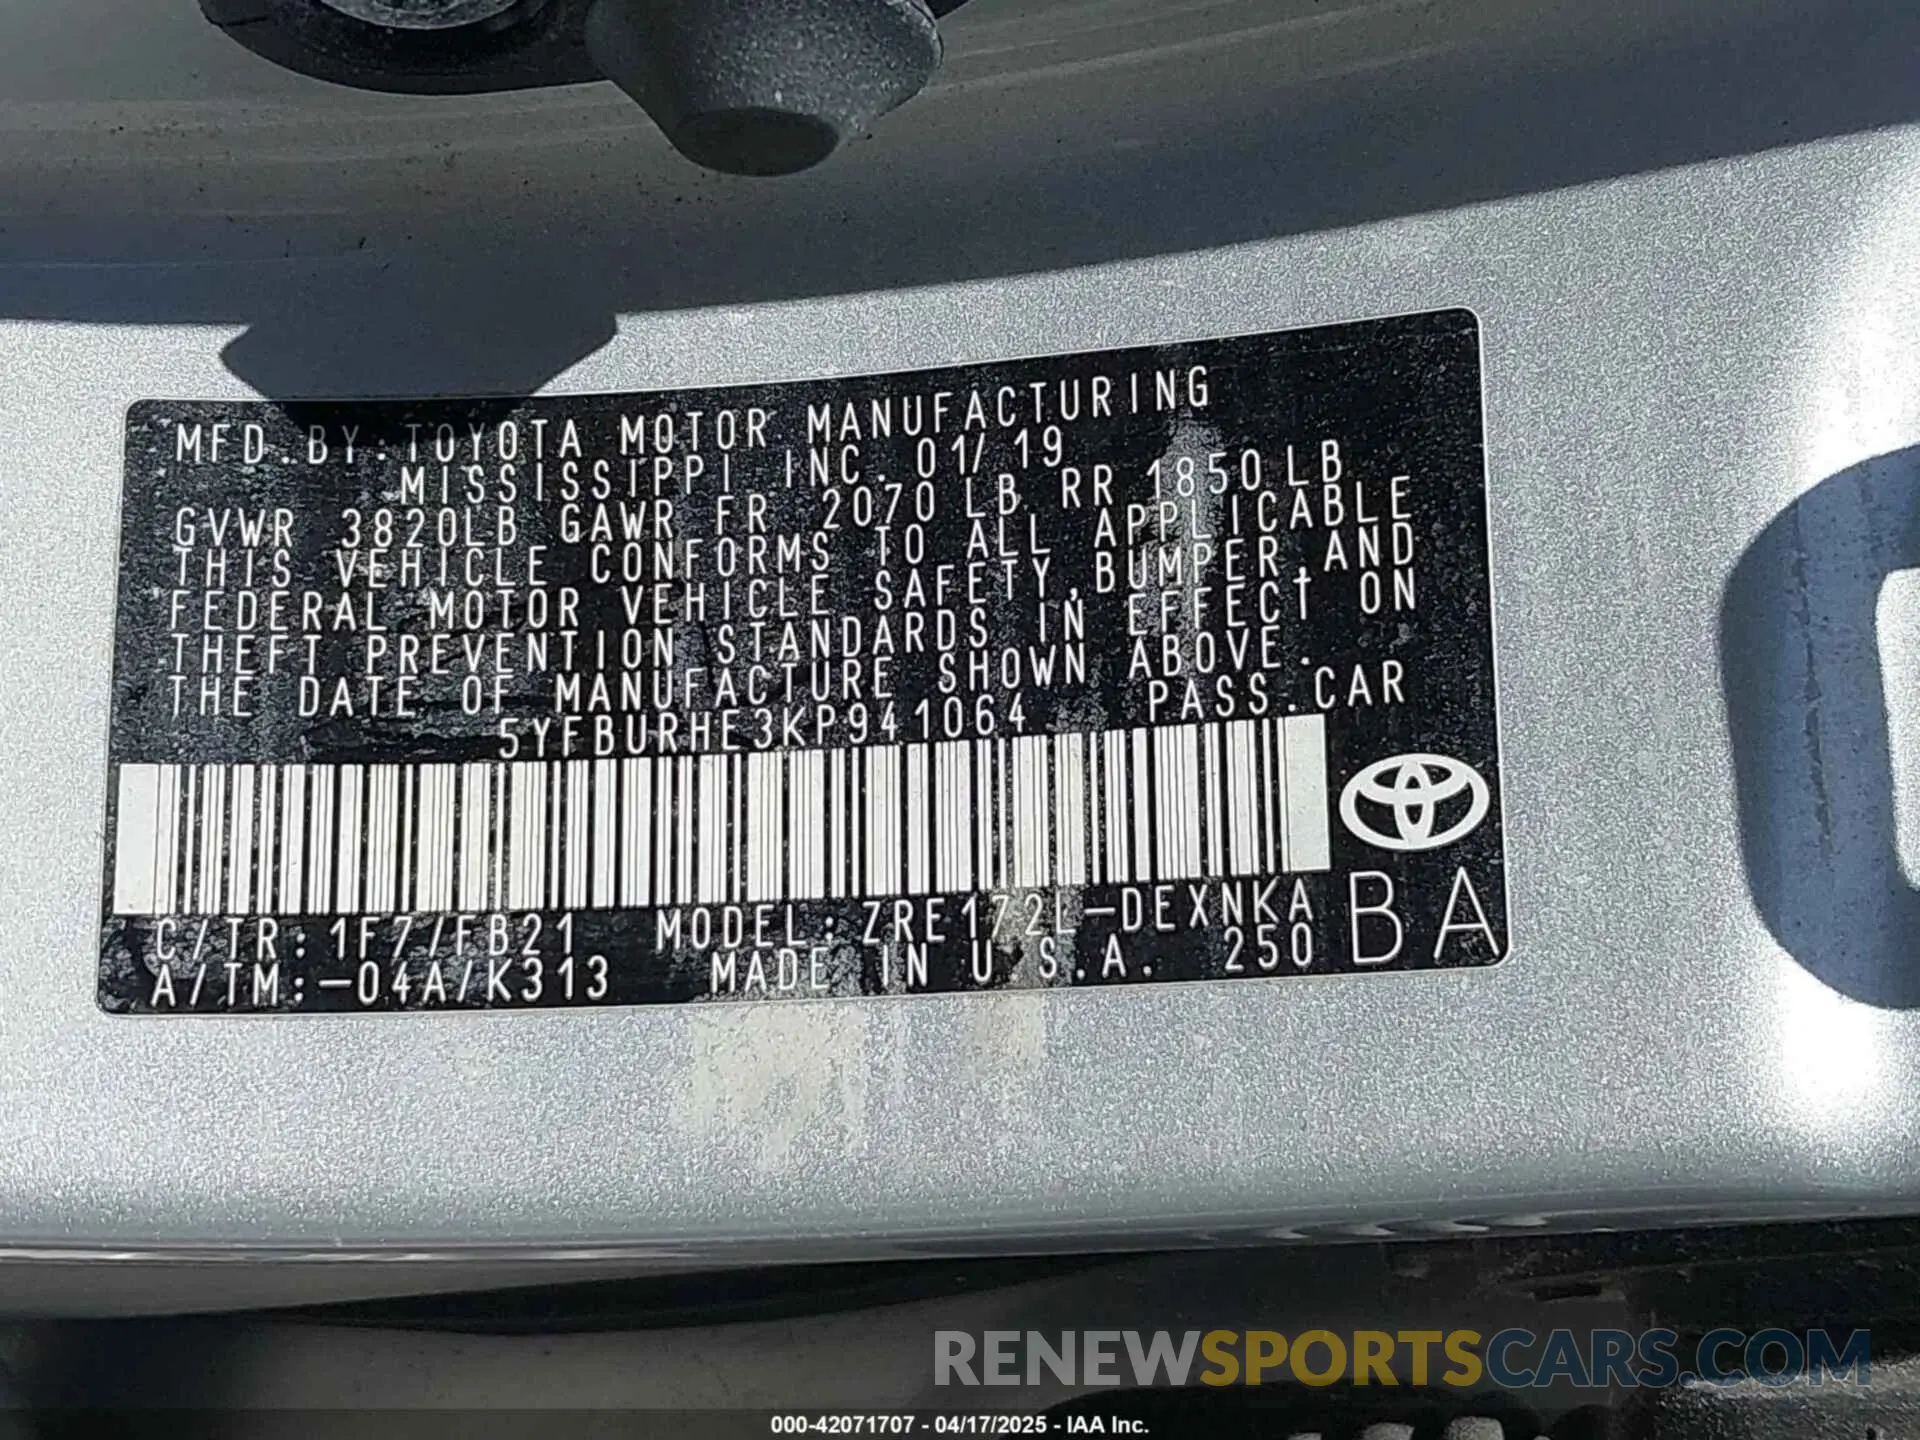 MFD. BY: TOYOTA MOTOR MANUFACTURING
MISSISSIPPI INC. 01/19
GVWR 3820LB GAWR FR 2070 LB RR 1850LB
THIS VEHICLE CONFORMS TO ALL APPLICABLE
FEDERAL MOTOR VEHICLE SAFETY, BUMPER, AND
THEFT PREVENTION STANDARDS IN EFFECT ON
THE DATE OF MANUFACTURE SHOWN ABOVE.
5YFBURHE3KP941064 PASS. CAR
C/TR: 1F7/FB21 MODEL: ZRE172L-DEXNKA
A/TM: -04A/K313 MADE IN U.S.A. 250
BA
RENEWSPORTSCARS.COM
000-42071707 - 04/17/2025 - IAA Inc.